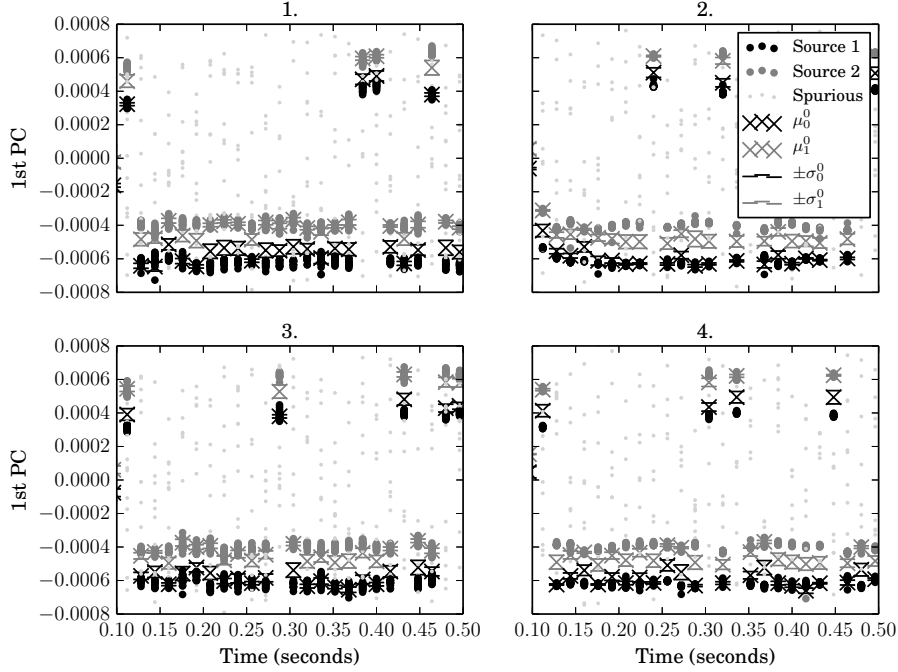 1.
2.
0.0008
0.0006
0.0004
0.0002
0.0000
−0.0002
−0.0004
−0.0006
−0.0008
1st PC
Source 1
Source 2
Spurious
μ₀⁰
μ₁⁰
±σ₀⁰
±σ₁⁰
3.
4.
0.0008
0.0006
0.0004
0.0002
0.0000
−0.0002
−0.0004
−0.0006
−0.0008
1st PC
0.10 0.15 0.20 0.25 0.30 0.35 0.40 0.45 0.50
0.10 0.15 0.20 0.25 0.30 0.35 0.40 0.45 0.50
Time (seconds)
Time (seconds)